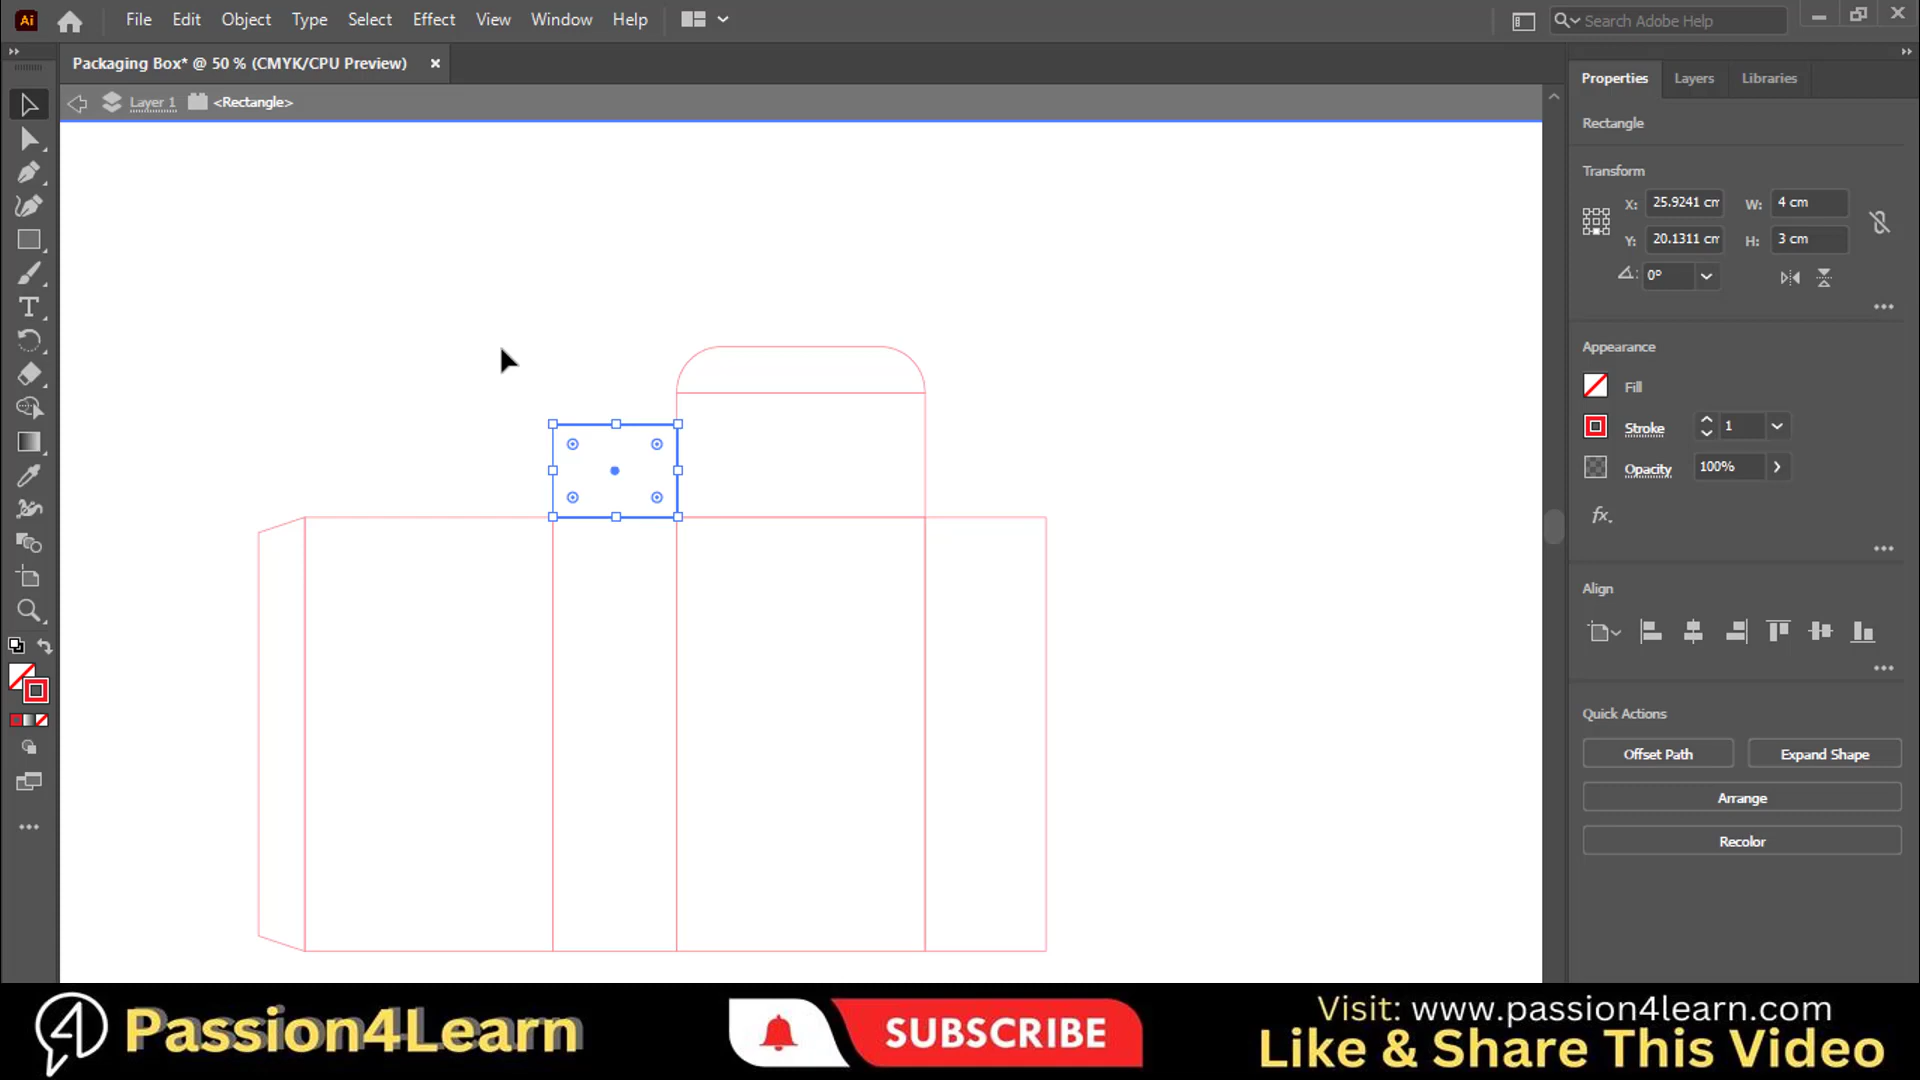 Ai File Edit Object Type Select Effect View Window Help Search Adobe Help
Packaging Box* @ 50 % (CMYK/CPU Preview) ×
Layer 1 <Rectangle>
Properties Layers Libraries
Rectangle
Transform
X: 25.9241 cm W: 4 cm
Y: 20.1311 cm H: 3 cm
0°
Appearance
Fill
Stroke 1
Opacity 100%
fx.
Align
Quick Actions
Offset Path Expand Shape
Arrange
Recolor
Passion4Learn
SUBSCRIBE
Visit: www.passion4learn.com
Like & Share This Video